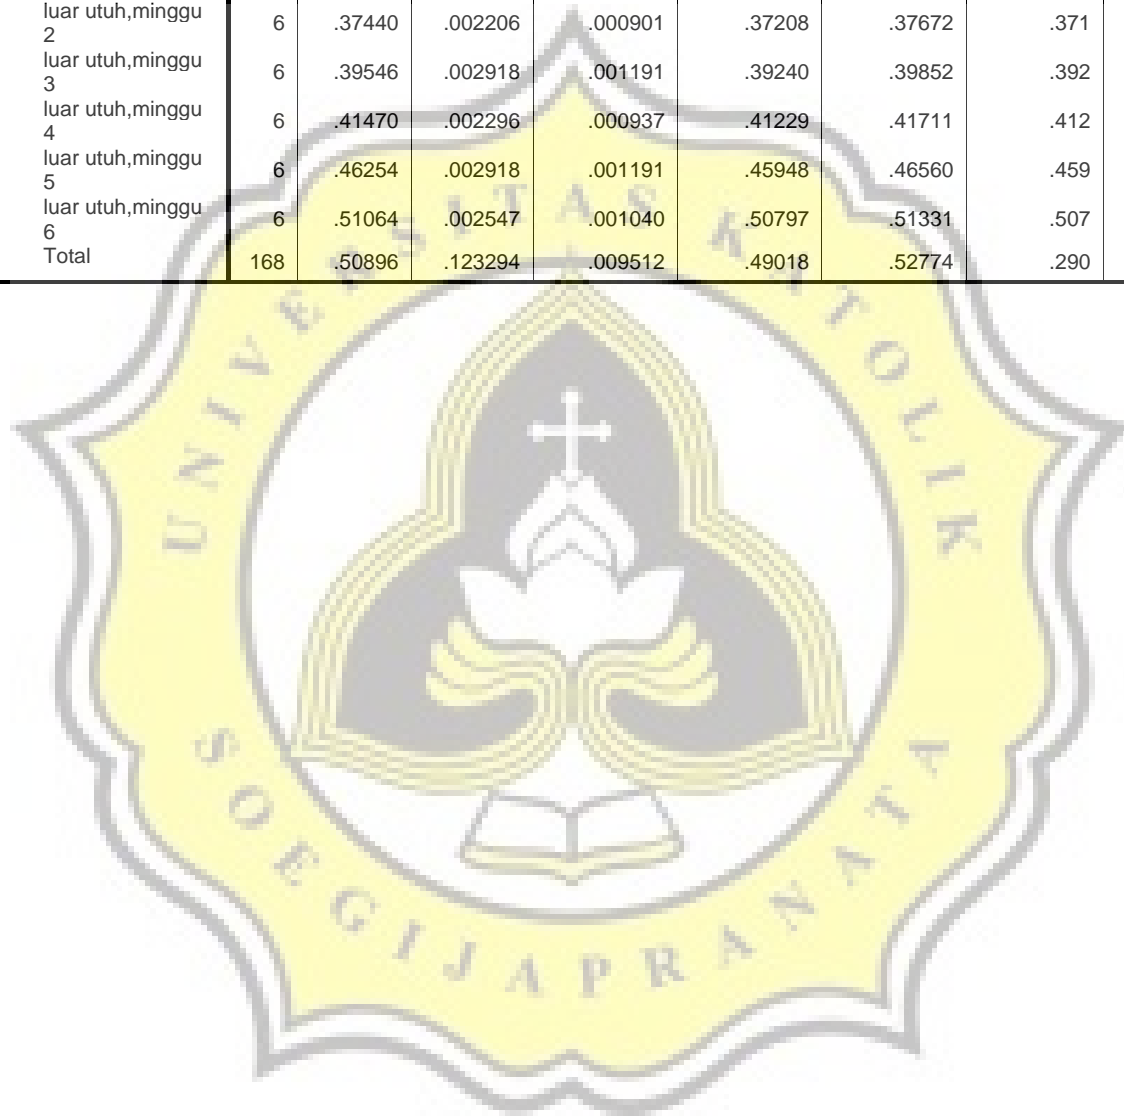 luar utuh,minggu 2 6 .37440 .002206 .000901 .37208 .37672 .371
luar utuh,minggu 3 6 .39546 .002918 .001191 .39240 .39852 .392
luar utuh,minggu 4 6 .41470 .002296 .000937 .41229 .41711 .412
luar utuh,minggu 5 6 .46254 .002918 .001191 .45948 .46560 .459
luar utuh,minggu 6 6 .51064 .002547 .001040 .50797 .51331 .507
Total 168 .50896 .123294 .009512 .49018 .52774 .290
UNIVERSITAS KATOLIK
SOEGIJAPRANATA